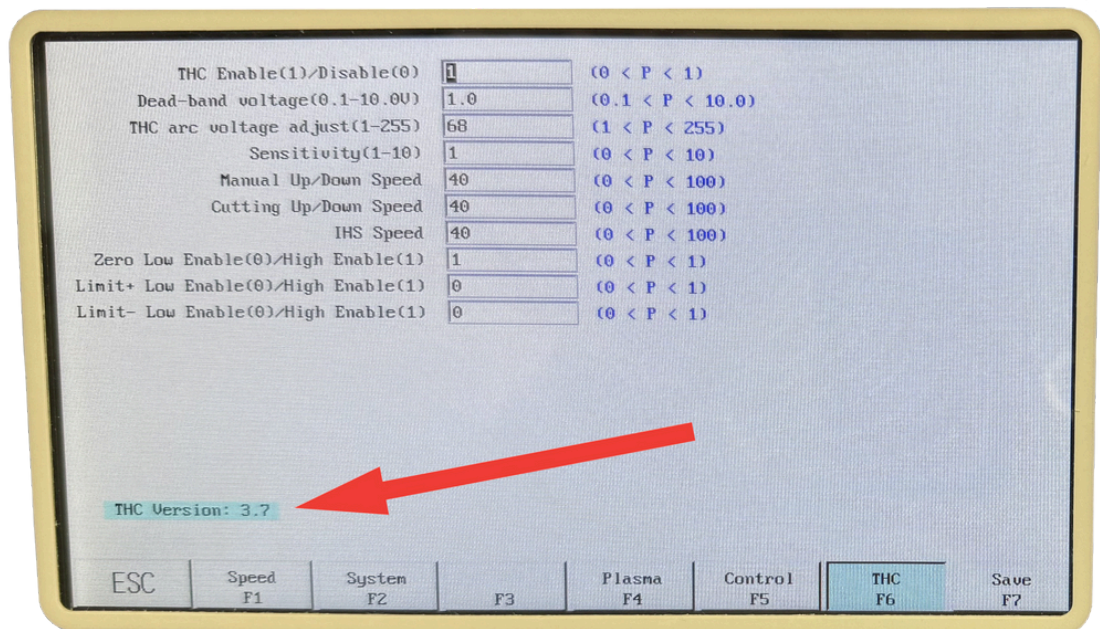 THC Enable(1)/Disable(0) 1 (0 < P < 1)
Dead-band voltage(0.1-10.0V) 1.0 (0.1 < P < 10.0)
THC arc voltage adjust(1-255) 68 (1 < P < 255)
Sensitivity(1-10) 1 (0 < P < 10)
Manual Up/Down Speed 40 (0 < P < 100)
Cutting Up/Down Speed 40 (0 < P < 100)
IHS Speed 40 (0 < P < 100)
Zero Low Enable(0)/High Enable(1) 1 (0 < P < 1)
Limit+ Low Enable(0)/High Enable(1) 0 (0 < P < 1)
Limit- Low Enable(0)/High Enable(1) 0 (0 < P < 1)
THC Version: 3.7
ESC Speed System Plasma Control THC Save
F1 F2 F3 F4 F5 F6 F7